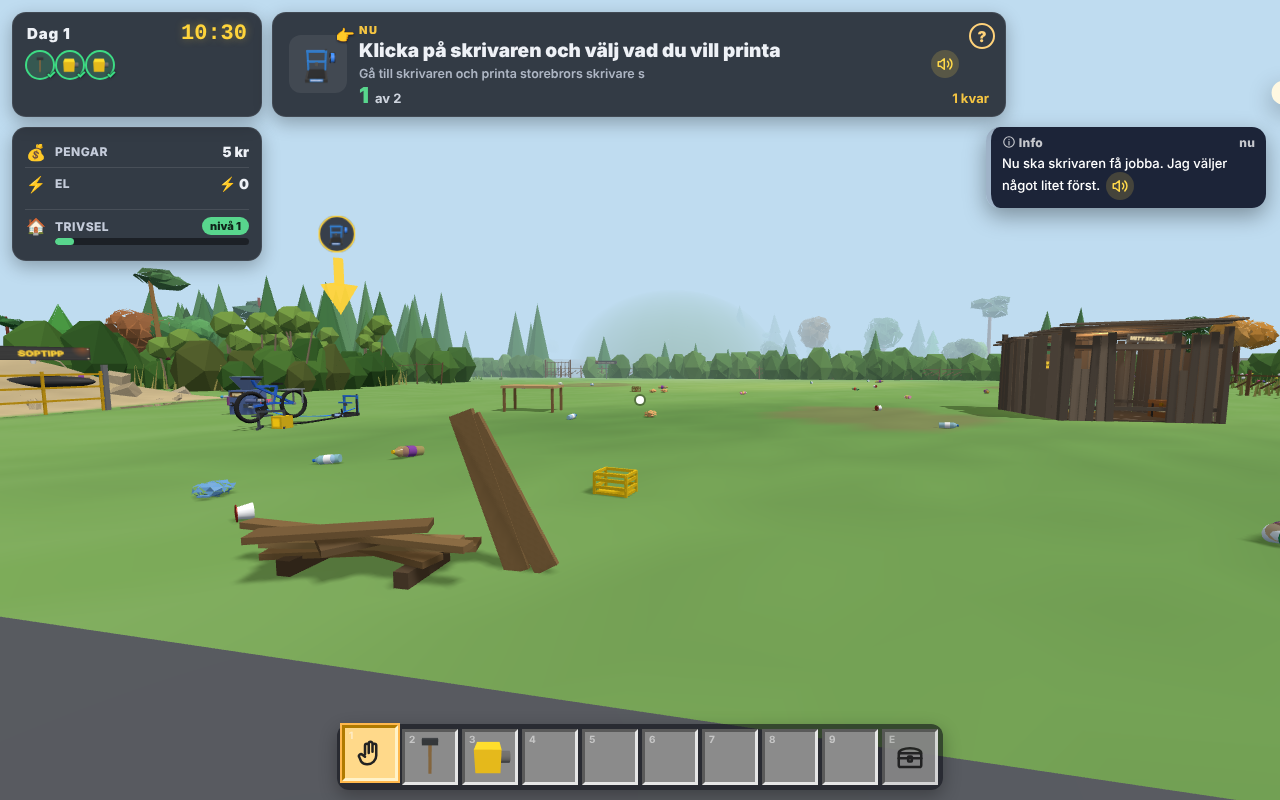 Dag 1
10:30
NU
Klicka på skrivaren och välj vad du vill printa
Gå till skrivaren och printa storebrors skrivare s
1 av 2
1 kvar
?
PENGAR
5 kr
EL
0
TRIVSEL
nivå 1
Info
nu
Nu ska skrivaren få jobba. Jag väljer
något litet först.
SOPTIPP
1
2
3
4
5
6
7
8
9
E